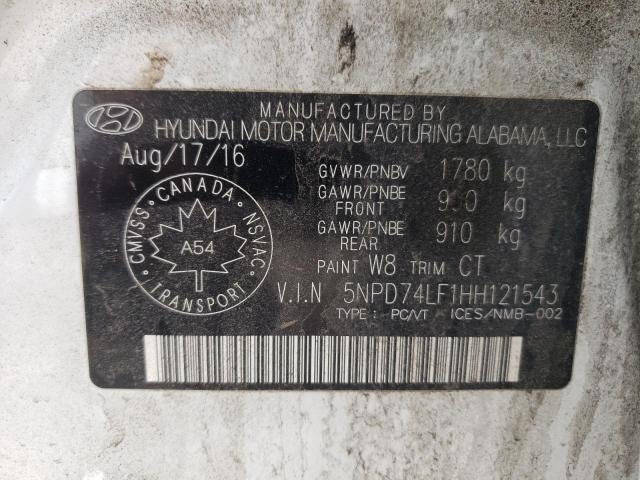 MANUFACTURED BY
HYUNDAI MOTOR MANUFACTURING ALABAMA, LLC
Aug/17/16
GVWR/PNBV 1780 kg
GAWR/PNBE FRONT kg
GAWR/PNBE REAR 910 kg
PAINT W8 TRIM CT
V.I.N 5NPD74LF1HH121543
TYPE : PC/VT ICES/NMB-002
CMVSS CANADA NSVAC
A54
TRANSPORT